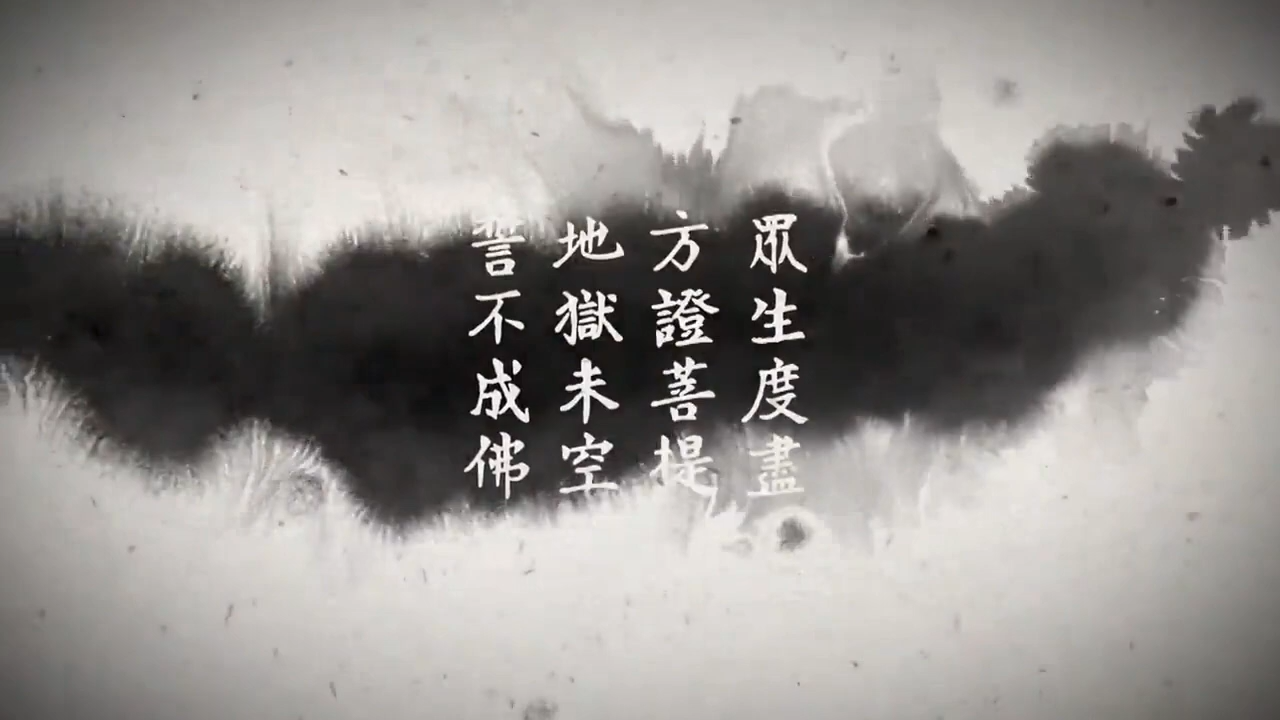 眾生度盡
方證菩提
地獄未空
誓不成佛